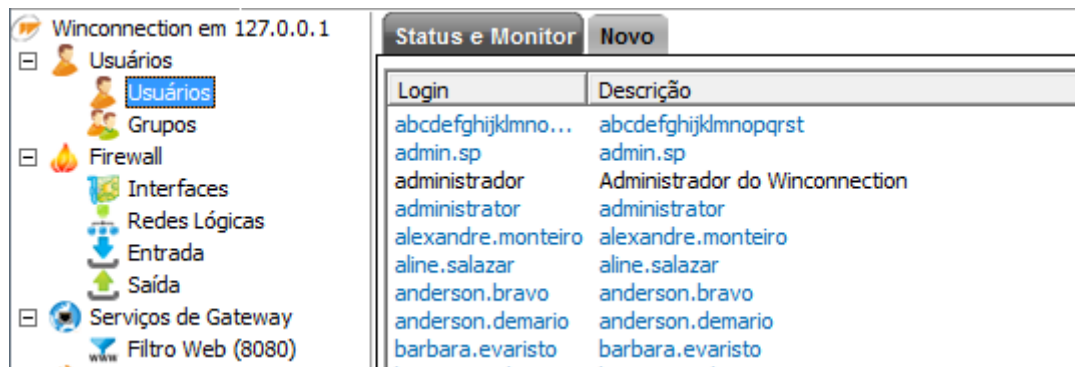 Winconnection em 127.0.0.1
Usuários
Usuários
Grupos
Firewall
Interfaces
Redes Lógicas
Entrada
Saída
Serviços de Gateway
www Filtro Web (8080)
Status e Monitor Novo
Login Descrição
abcdefghijklmno... abcdefghijklmnopqrst
admin.sp admin.sp
administrador Administrador do Winconnection
administrator administrator
alexandre.monteiro alexandre.monteiro
aline.salazar aline.salazar
anderson.bravo anderson.bravo
anderson.demario anderson.demario
barbara.evaristo barbara.evaristo